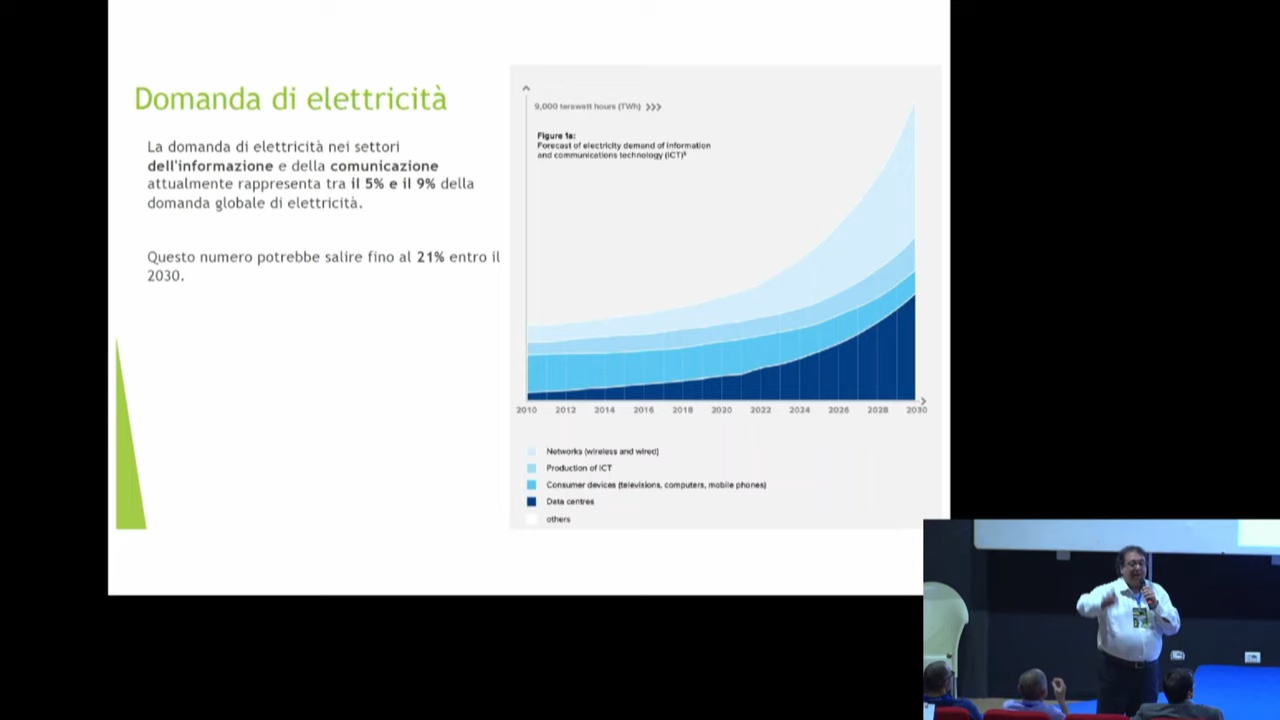 Domanda di elettricità
La domanda di elettricità nei settori
dell'informazione e della comunicazione
attualmente rappresenta tra il 5% e il 9% della
domanda globale di elettricità.
Questo numero potrebbe salire fino al 21% entro il
2030.
9,000 terawatt hours (TWh) >>>
Figure 1a:
Forecast of electricity demand of information
and communications technology (ICT)⁵
2010 2012 2014 2016 2018 2020 2022 2024 2026 2028 2030
Networks (wireless and wired)
Production of ICT
Consumer devices (televisions, computers, mobile phones)
Data centres
others